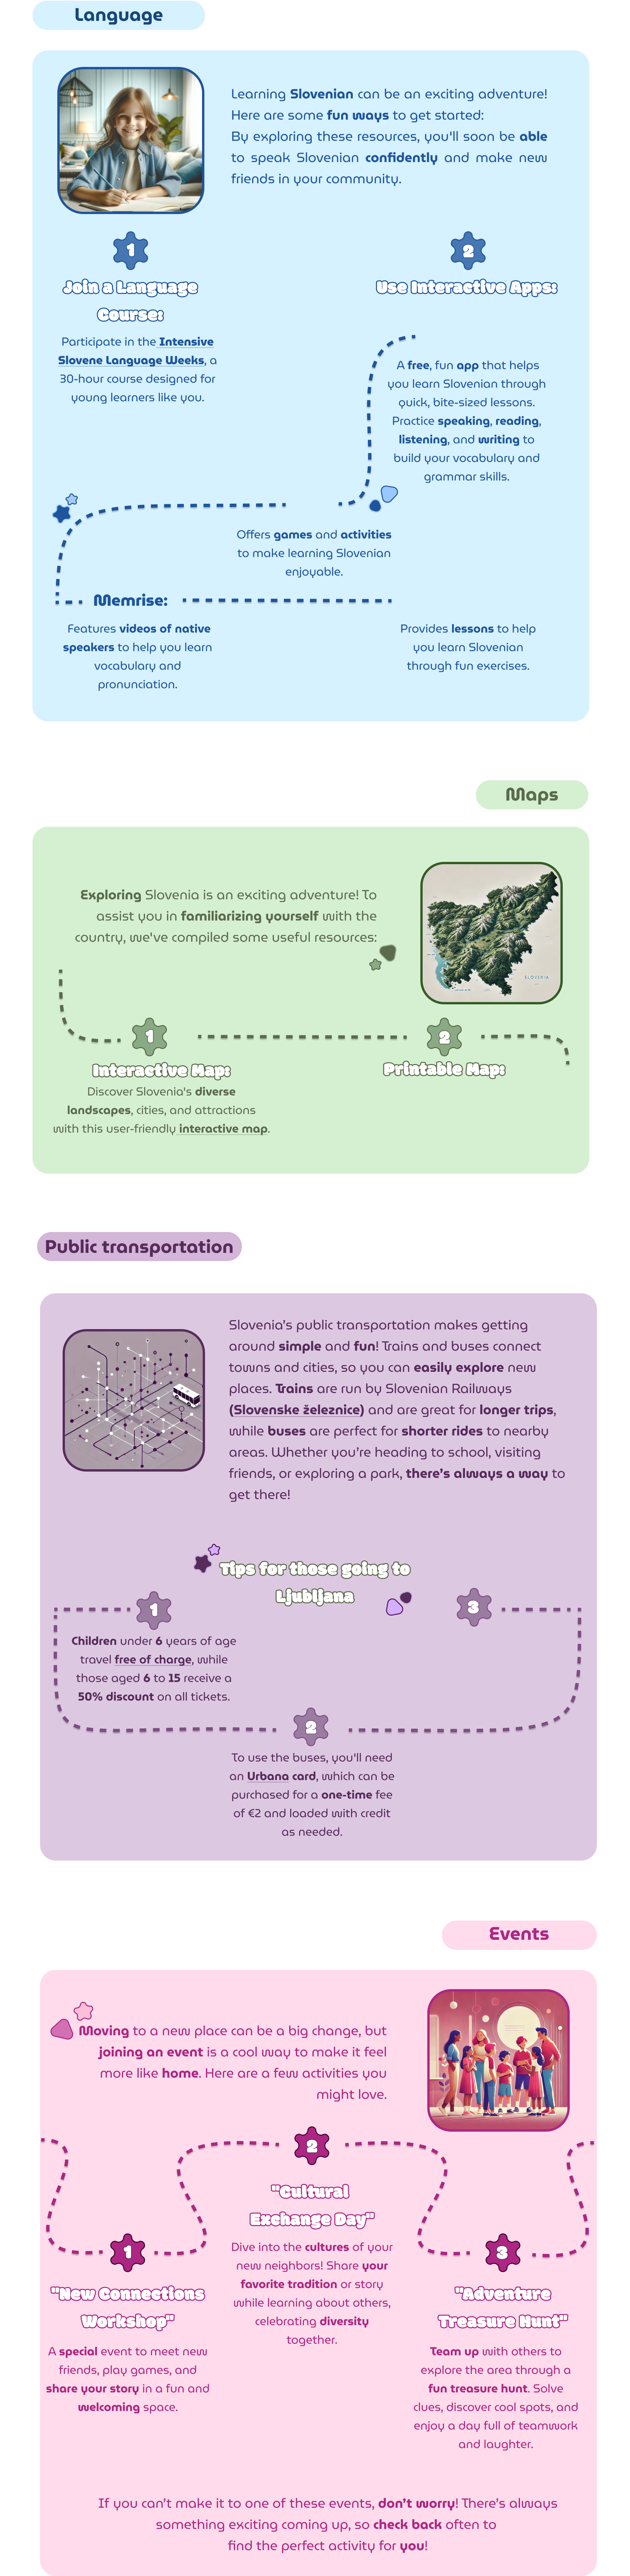 Language
Learning Slovenian can be an exciting adventure!
Here are some fun ways to get started:
By exploring these resources, you'll soon be able
to speak Slovenian confidently and make new
friends in your community.
1
Join a Language
Course:
Participate in the Intensive
Slovene Language Weeks, a
30-hour course designed for
young learners like you.
2
Use Interactive Apps:
A free, fun app that helps
you learn Slovenian through
quick, bite-sized lessons.
Practice speaking, reading,
listening, and writing to
build your vocabulary and
grammar skills.
Offers games and activities
to make learning Slovenian
enjoyable.
Memrise:
Features videos of native
speakers to help you learn
vocabulary and
pronunciation.
Provides lessons to help
you learn Slovenian
through fun exercises.
Maps
Exploring Slovenia is an exciting adventure! To
assist you in familiarizing yourself with the
country, we've compiled some useful resources:
SLOVENIA
1
Interactive Map:
Discover Slovenia's diverse
landscapes, cities, and attractions
with this user-friendly interactive map.
2
Printable Map:
Public transportation
Slovenia's public transportation makes getting
around simple and fun! Trains and buses connect
towns and cities, so you can easily explore new
places. Trains are run by Slovenian Railways
(Slovenske železnice) and are great for longer trips,
while buses are perfect for shorter rides to nearby
areas. Whether you're heading to school, visiting
friends, or exploring a park, there's always a way to
get there!
Tips for those going to
Ljubljana
1
Children under 6 years of age
travel free of charge, while
those aged 6 to 15 receive a
50% discount on all tickets.
2
To use the buses, you'll need
an Urbana card, which can be
purchased for a one-time fee
of €2 and loaded with credit
as needed.
3
Events
Moving to a new place can be a big change, but
joining an event is a cool way to make it feel
more like home. Here are a few activities you
might love.
1
"New Connections
Workshop"
A special event to meet new
friends, play games, and
share your story in a fun and
welcoming space.
2
"Cultural
Exchange Day"
Dive into the cultures of your
new neighbors! Share your
favorite tradition or story
while learning about others,
celebrating diversity
together.
3
"Adventure
Treasure Hunt"
Team up with others to
explore the area through a
fun treasure hunt. Solve
clues, discover cool spots, and
enjoy a day full of teamwork
and laughter.
If you can't make it to one of these events, don't worry! There's always
something exciting coming up, so check back often to
find the perfect activity for you!